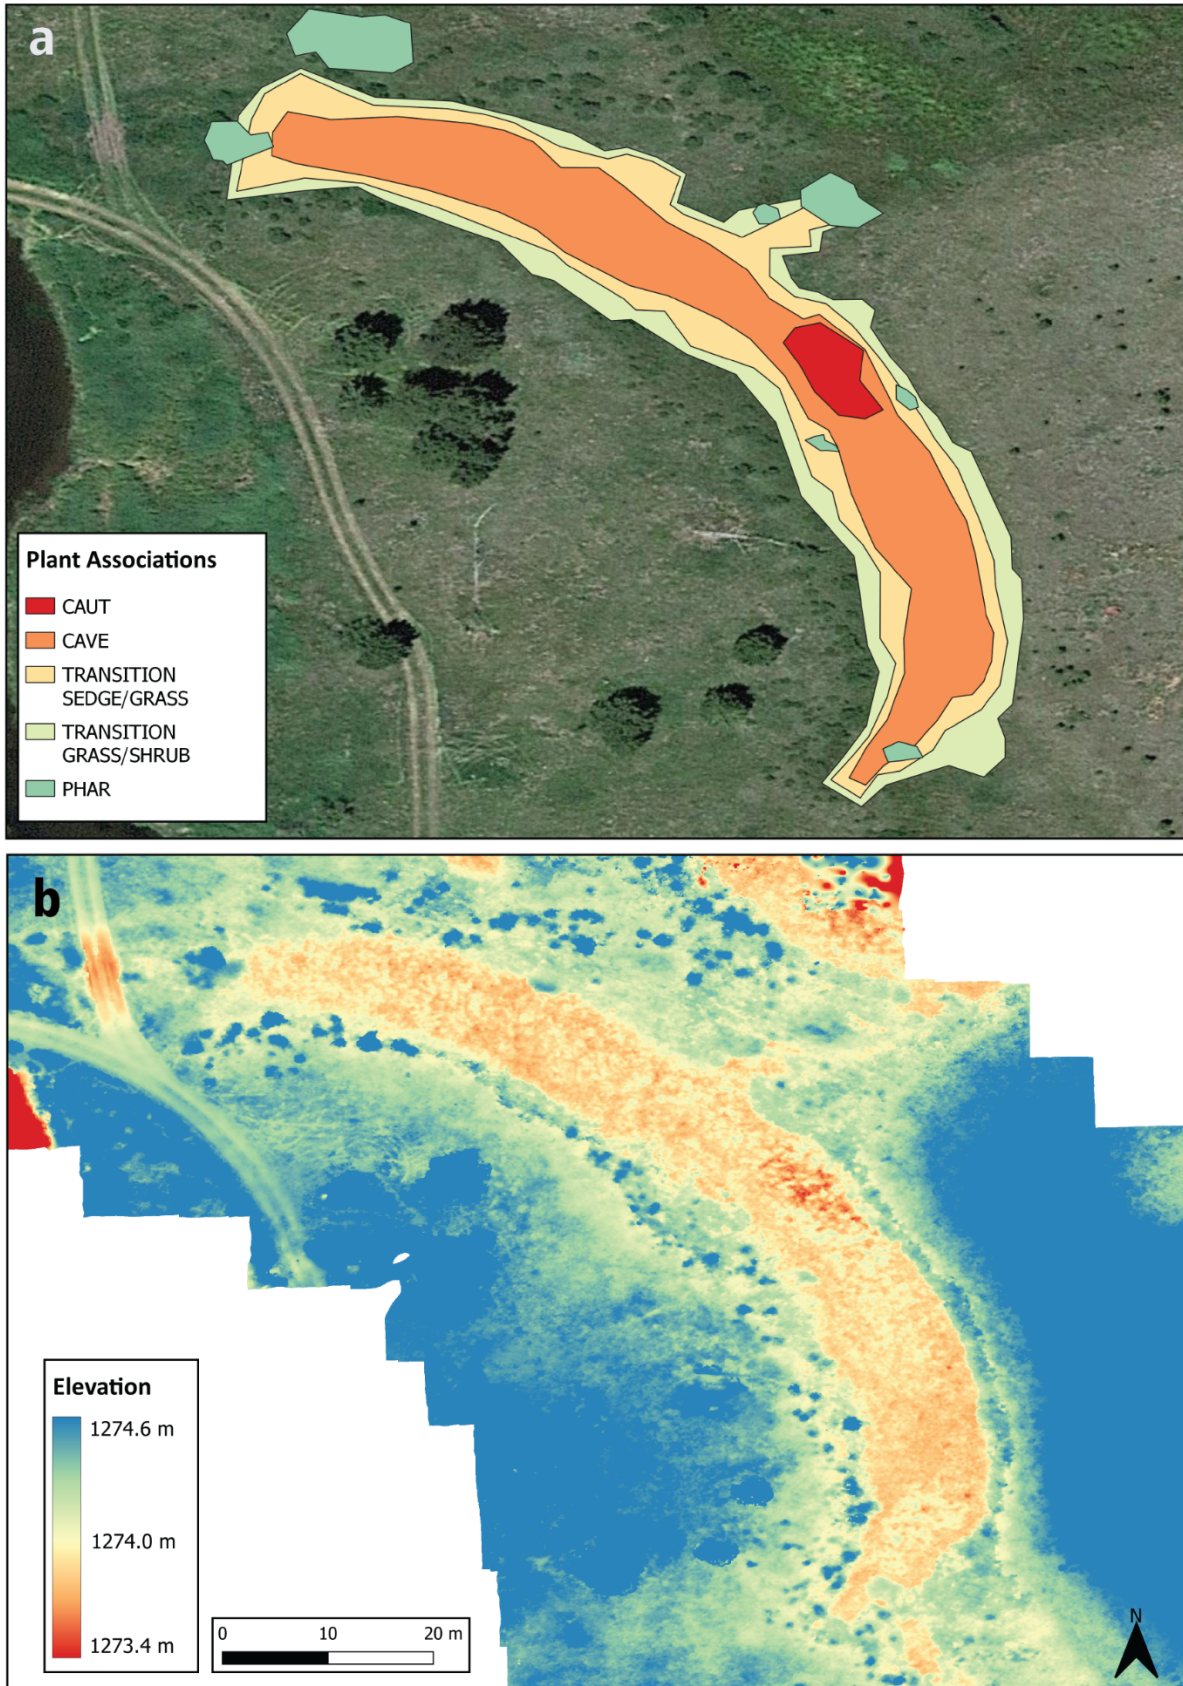 a
Plant Associations
CAUT
CAVE
TRANSITION
SEDGE/GRASS
TRANSITION
GRASS/SHRUB
PHAR
b
Elevation
1274.6 m
1274.0 m
1273.4 m
0 10 20 m
N